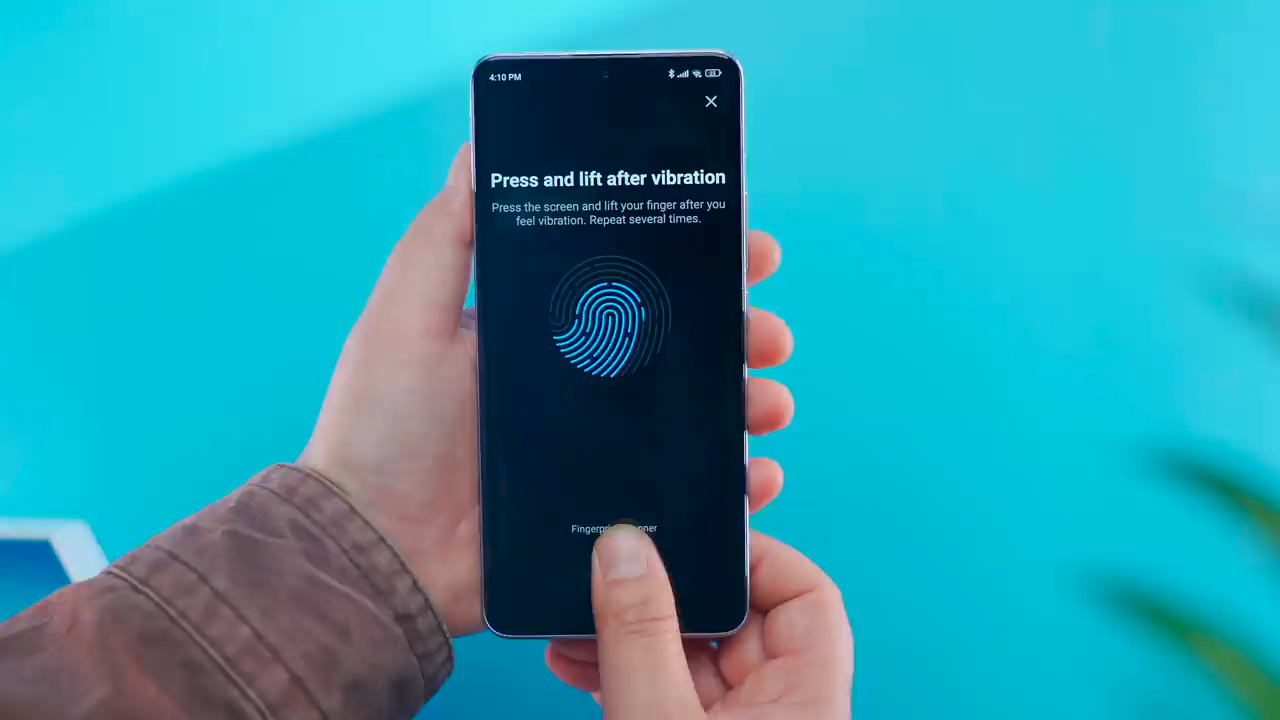 4:10 PM
Press and lift after vibration
Press the screen and lift your finger after you
feel vibration. Repeat several times.